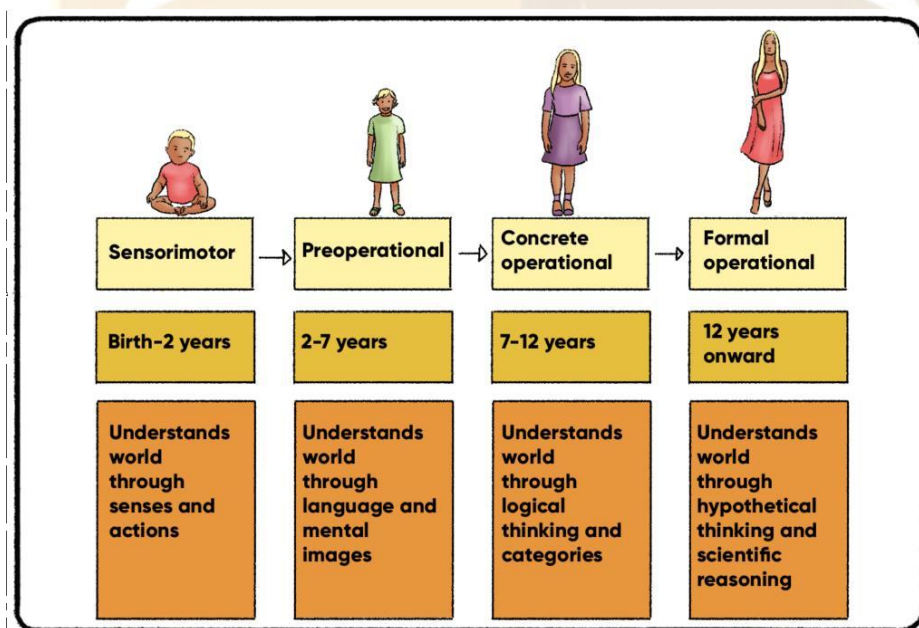 Sensorimotor
Preoperational
Concrete
operational
Formal
operational
Birth-2 years
2-7 years
7-12 years
12 years
onward
Understands
world
through
senses and
actions
Understands
world
through
language and
mental
images
Understands
world
through
logical
thinking and
categories
Understands
world
through
hypothetical
thinking and
scientific
reasoning